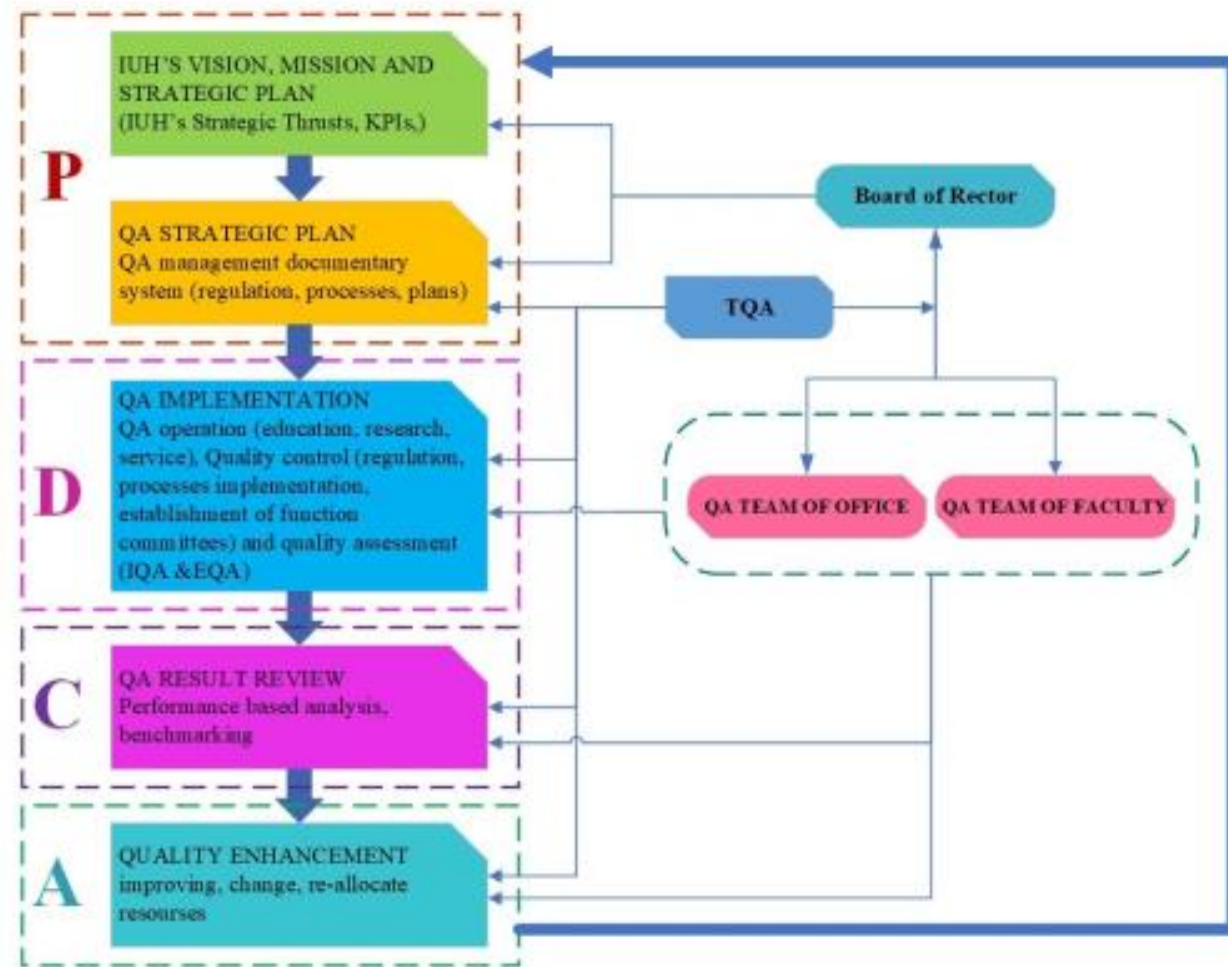 P
IUH'S VISION, MISSION AND
STRATEGIC PLAN
(IUH's Strategic Thrusts, KPIs,)
QA STRATEGIC PLAN
QA management documentary
system (regulation, processes, plans)
D
QA IMPLEMENTATION
QA operation (education, research,
service), Quality control (regulation,
processes implementation,
establishment of function
committees) and quality assessment
(IQA &EQA)
C
QA RESULT REVIEW
Performance based analysis,
benchmarking
A
QUALITY ENHANCEMENT
improving, change, re-allocate
resourses
Board of Rector
TQA
QA TEAM OF OFFICE
QA TEAM OF FACULTY